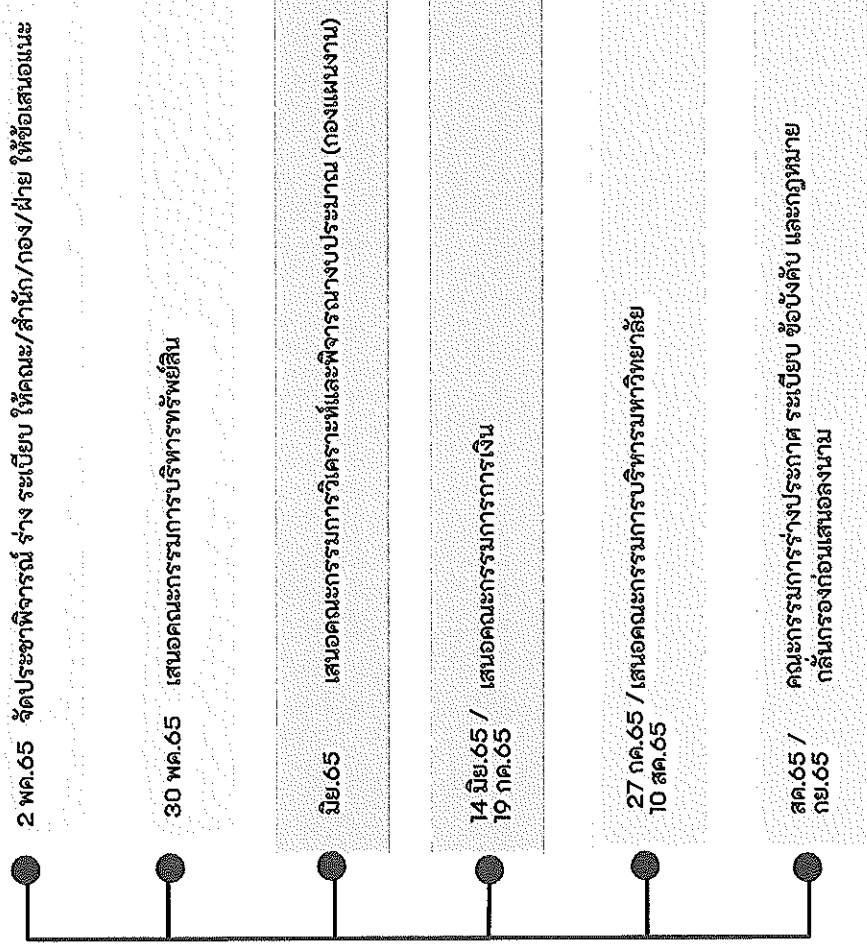 2 พค.65 จัดประชาพิจารณ์ ร่าง ระเบียบ ให้คณะ/สำนัก/กอง/ฝ่าย ให้ข้อเสนอแนะ
30 พค.65 เสนอคณะกรรมการบริหารทรัพย์สิน
มิย.65 เสนอคณะกรรมการวิเคราะห์และพิจารณางบประมาณ (กองแผนงาน)
14 มิย.65 / เสนอคณะกรรมการการเงิน
19 กค.65
27 กค.65 / เสนอคณะกรรมการบริหารมหาวิทยาลัย
10 สค.65
สค.65 / คณะกรรมการร่างประกาศ ระเบียบ ข้อบังคับ และกฎหมาย
กย.65 กลั่นกรองก่อนเสนอลงนาม